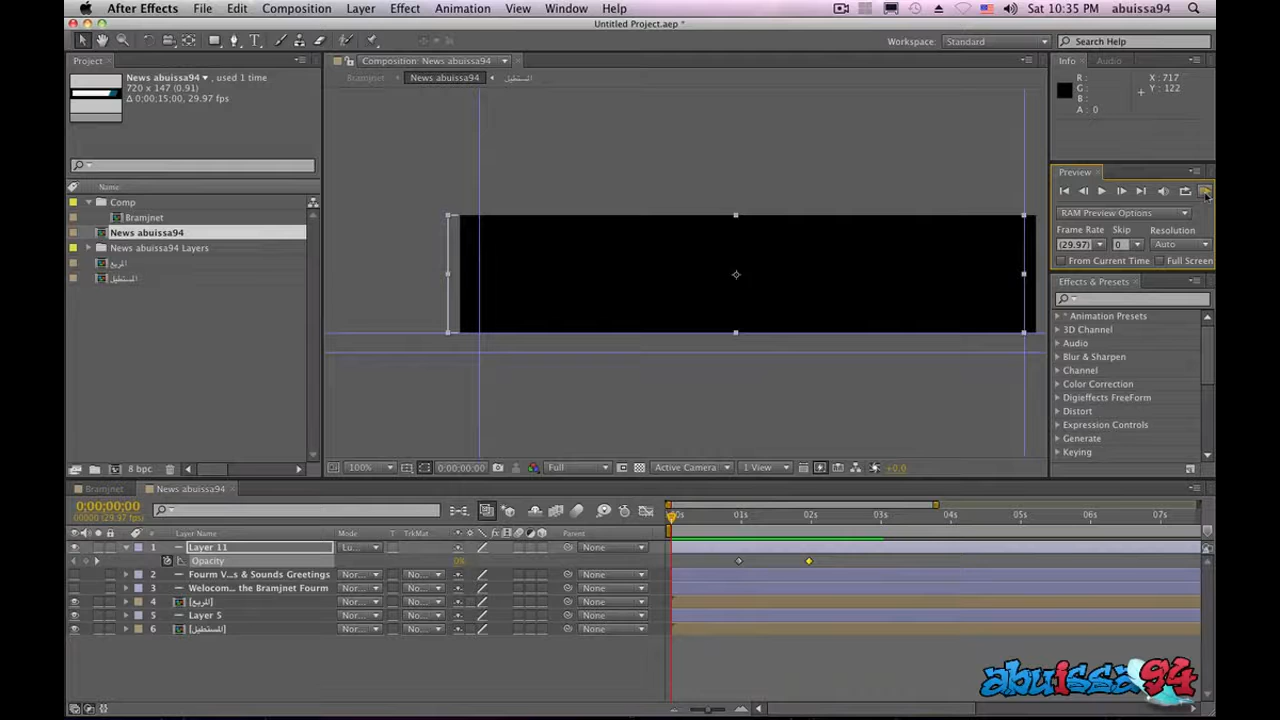 After Effects File Edit Composition Layer Effect Animation View Window Help Sat 10:35 PM abuissa94
Untitled Project.aep *
Workspace: Standard Search Help
Project
News abuissa94 , used 1 time
720 x 147 (0.91)
Δ 0;00;15;00, 29.97 fps
Name
Comp
Bramjnet
News abuissa94
News abuissa94 Layers
المربع
المستطيل
8 bpc
Composition: News abuissa94
Bramjnet News abuissa94 المستطيل
100% 0;00;00;00 Full Active Camera 1 View +0.0
Info Audio
R :
G :
B :
A : 0
X : 717
Y : 122
Preview
RAM Preview Options
Frame Rate Skip Resolution
(29.97) 0 Auto
From Current Time Full Screen
Effects & Presets
* Animation Presets
3D Channel
Audio
Blur & Sharpen
Channel
Color Correction
Digieffects FreeForm
Distort
Expression Controls
Generate
Keying
Bramjnet News abuissa94
0;00;00;00
00000 (29.97 fps)
0s 01s 02s 03s 04s 05s 06s 07s
# Layer Name Mode T TrkMat Parent
1 Layer 11 Lu... None
Opacity 0%
2 Fourm V...s & Sounds Greetings Nor... No... None
3 Welocom... the Bramjnet Fourm Nor... No... None
4 [المربع] Nor... No... None
5 Layer 5 Nor... No... None
6 [المستطيل] Nor... No... None
abuissa94